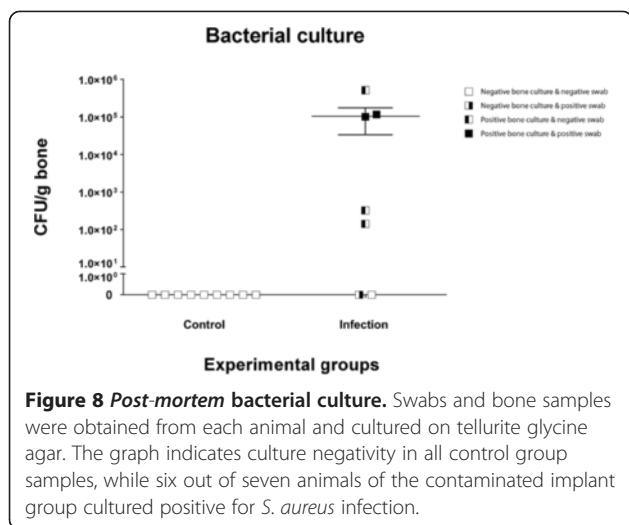 Bacterial culture
1.0×10⁶
1.0×10⁵
1.0×10⁴
1.0×10³
1.0×10²
1.0×10¹
1.0×10⁰
0
CFU/g bone
Control
Infection
Experimental groups
Negative bone culture & negative swab
Negative bone culture & positive swab
Positive bone culture & negative swab
Positive bone culture & positive swab
Figure 8 Post-mortem bacterial culture. Swabs and bone samples
were obtained from each animal and cultured on tellurite glycine
agar. The graph indicates culture negativity in all control group
samples, while six out of seven animals of the contaminated implant
group cultured positive for S. aureus infection.